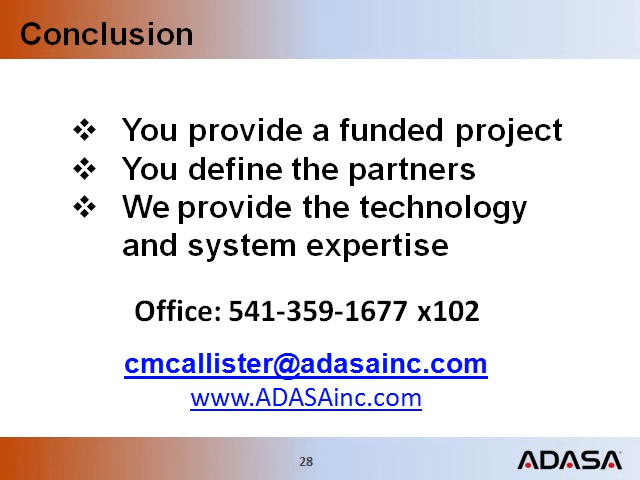 Conclusion
❖ You provide a funded project
❖ You define the partners
❖ We provide the technology
and system expertise
Office: 541-359-1677 x102
cmcallister@adasainc.com
www.ADASAinc.com
28
ADASA